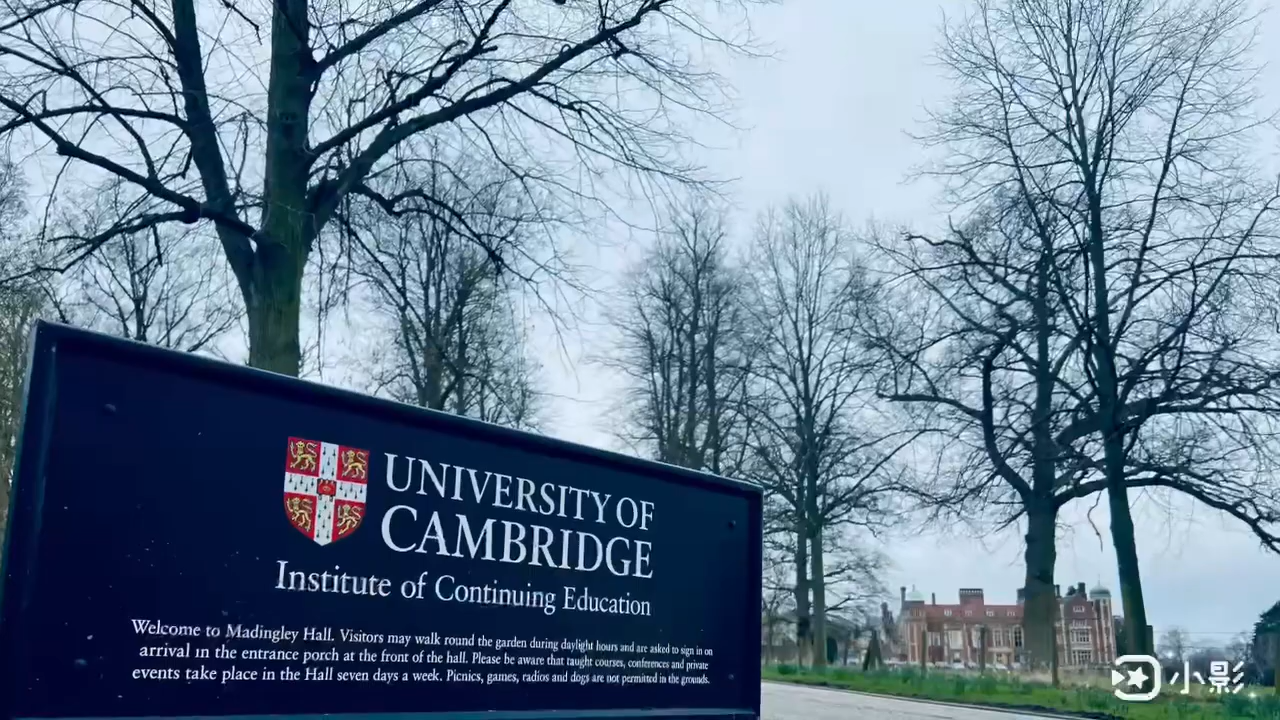 UNIVERSITY OF
CAMBRIDGE
Institute of Continuing Education
Welcome to Madingley Hall. Visitors may walk round the garden during daylight hours and are asked to sign in on
arrival in the entrance porch at the front of the hall. Please be aware that taught courses, conferences and private
events take place in the Hall seven days a week. Picnics, games, radios and dogs are not permitted in the grounds.
小影